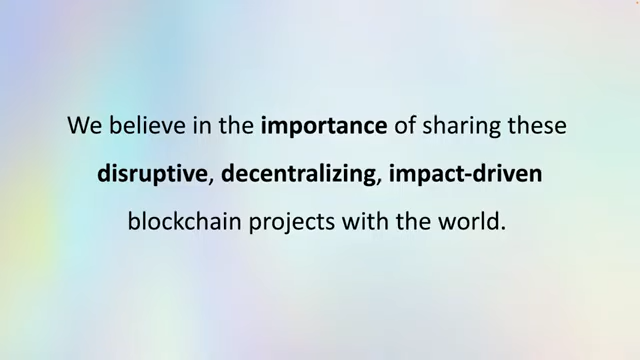 We believe in the importance of sharing these
disruptive, decentralizing, impact-driven
blockchain projects with the world.